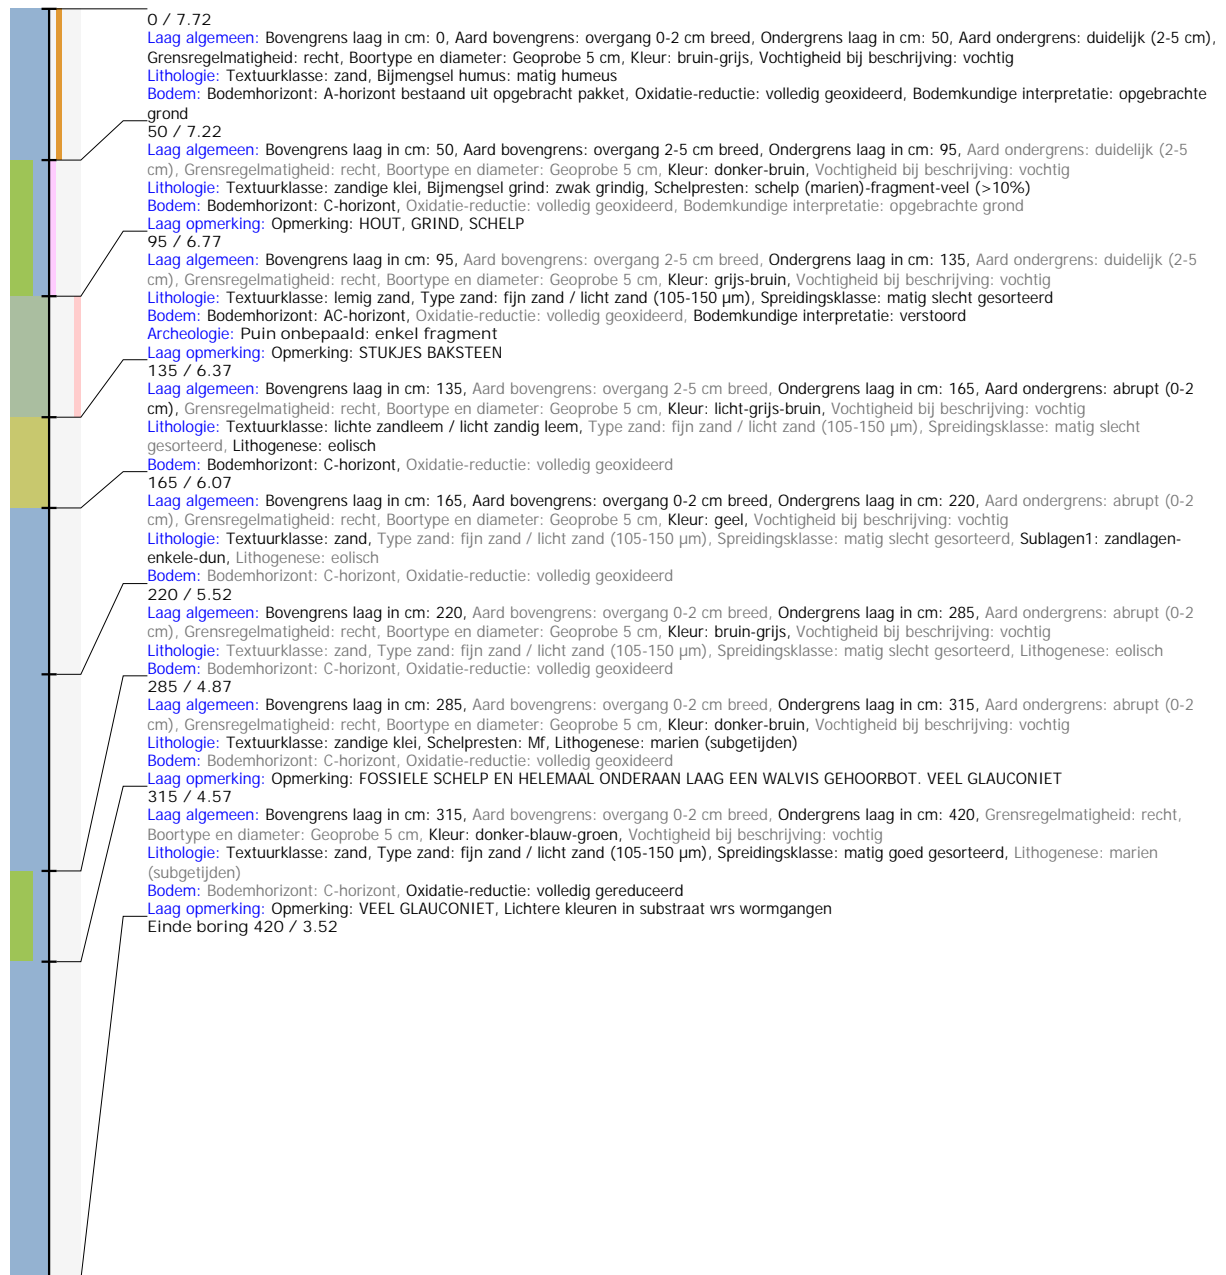 0 / 7.72
Laag algemeen: Bovengrens laag in cm: 0, Aard bovengrens: overgang 0-2 cm breed, Ondergrens laag in cm: 50, Aard ondergrens: duidelijk (2-5 cm),
Grensregelmatigheid: recht, Boortype en diameter: Geoprobe 5 cm, Kleur: bruin-grijs, Vochtigheid bij beschrijving: vochtig
Lithologie: Textuurklasse: zand, Bijmengsel humus: matig humeus
Bodem: Bodemhorizont: A-horizont bestaand uit opgebracht pakket, Oxidatie-reductie: volledig geoxideerd, Bodemkundige interpretatie: opgebrachte
grond
50 / 7.22
Laag algemeen: Bovengrens laag in cm: 50, Aard bovengrens: overgang 2-5 cm breed, Ondergrens laag in cm: 95, Aard ondergrens: duidelijk (2-5
cm), Grensregelmatigheid: recht, Boortype en diameter: Geoprobe 5 cm, Kleur: donker-bruin, Vochtigheid bij beschrijving: vochtig
Lithologie: Textuurklasse: zandige klei, Bijmengsel grind: zwak grindig, Schelpresten: schelp (marien)-fragment-veel (>10%)
Bodem: Bodemhorizont: C-horizont, Oxidatie-reductie: volledig geoxideerd, Bodemkundige interpretatie: opgebrachte grond
Laag opmerking: Opmerking: HOUT, GRIND, SCHELP
95 / 6.77
Laag algemeen: Bovengrens laag in cm: 95, Aard bovengrens: overgang 2-5 cm breed, Ondergrens laag in cm: 135, Aard ondergrens: duidelijk (2-5
cm), Grensregelmatigheid: recht, Boortype en diameter: Geoprobe 5 cm, Kleur: grijs-bruin, Vochtigheid bij beschrijving: vochtig
Lithologie: Textuurklasse: lemig zand, Type zand: fijn zand / licht zand (105-150 µm), Spreidingsklasse: matig slecht gesorteerd
Bodem: Bodemhorizont: AC-horizont, Oxidatie-reductie: volledig geoxideerd, Bodemkundige interpretatie: verstoord
Archeologie: Puin onbepaald: enkel fragment
Laag opmerking: Opmerking: STUKJES BAKSTEEN
135 / 6.37
Laag algemeen: Bovengrens laag in cm: 135, Aard bovengrens: overgang 2-5 cm breed, Ondergrens laag in cm: 165, Aard ondergrens: abrupt (0-2
cm), Grensregelmatigheid: recht, Boortype en diameter: Geoprobe 5 cm, Kleur: licht-grijs-bruin, Vochtigheid bij beschrijving: vochtig
Lithologie: Textuurklasse: lichte zandleem / licht zandig leem, Type zand: fijn zand / licht zand (105-150 µm), Spreidingsklasse: matig slecht
gesorteerd, Lithogenese: eolisch
Bodem: Bodemhorizont: C-horizont, Oxidatie-reductie: volledig geoxideerd
165 / 6.07
Laag algemeen: Bovengrens laag in cm: 165, Aard bovengrens: overgang 0-2 cm breed, Ondergrens laag in cm: 220, Aard ondergrens: abrupt (0-2
cm), Grensregelmatigheid: recht, Boortype en diameter: Geoprobe 5 cm, Kleur: geel, Vochtigheid bij beschrijving: vochtig
Lithologie: Textuurklasse: zand, Type zand: fijn zand / licht zand (105-150 µm), Spreidingsklasse: matig slecht gesorteerd, Sublagen1: zandlagen-
enkele-dun, Lithogenese: eolisch
Bodem: Bodemhorizont: C-horizont, Oxidatie-reductie: volledig geoxideerd
220 / 5.52
Laag algemeen: Bovengrens laag in cm: 220, Aard bovengrens: overgang 0-2 cm breed, Ondergrens laag in cm: 285, Aard ondergrens: abrupt (0-2
cm), Grensregelmatigheid: recht, Boortype en diameter: Geoprobe 5 cm, Kleur: bruin-grijs, Vochtigheid bij beschrijving: vochtig
Lithologie: Textuurklasse: zand, Type zand: fijn zand / licht zand (105-150 µm), Spreidingsklasse: matig slecht gesorteerd, Lithogenese: eolisch
Bodem: Bodemhorizont: C-horizont, Oxidatie-reductie: volledig geoxideerd
285 / 4.87
Laag algemeen: Bovengrens laag in cm: 285, Aard bovengrens: overgang 0-2 cm breed, Ondergrens laag in cm: 315, Aard ondergrens: abrupt (0-2
cm), Grensregelmatigheid: recht, Boortype en diameter: Geoprobe 5 cm, Kleur: donker-bruin, Vochtigheid bij beschrijving: vochtig
Lithologie: Textuurklasse: zandige klei, Schelpresten: Mf, Lithogenese: marien (subgetijden)
Bodem: Bodemhorizont: C-horizont, Oxidatie-reductie: volledig geoxideerd
Laag opmerking: Opmerking: FOSSIELE SCHELP EN HELEMAAL ONDERAAN LAAG EEN WALVIS GEHOORBOT. VEEL GLAUCONIET
315 / 4.57
Laag algemeen: Bovengrens laag in cm: 315, Aard bovengrens: overgang 0-2 cm breed, Ondergrens laag in cm: 420, Grensregelmatigheid: recht,
Boortype en diameter: Geoprobe 5 cm, Kleur: donker-blauw-groen, Vochtigheid bij beschrijving: vochtig
Lithologie: Textuurklasse: zand, Type zand: fijn zand / licht zand (105-150 µm), Spreidingsklasse: matig goed gesorteerd, Lithogenese: marien
(subgetijden)
Bodem: Bodemhorizont: C-horizont, Oxidatie-reductie: volledig gereduceerd
Laag opmerking: Opmerking: VEEL GLAUCONIET, Lichtere kleuren in substraat wrs wormgangen
Einde boring 420 / 3.52